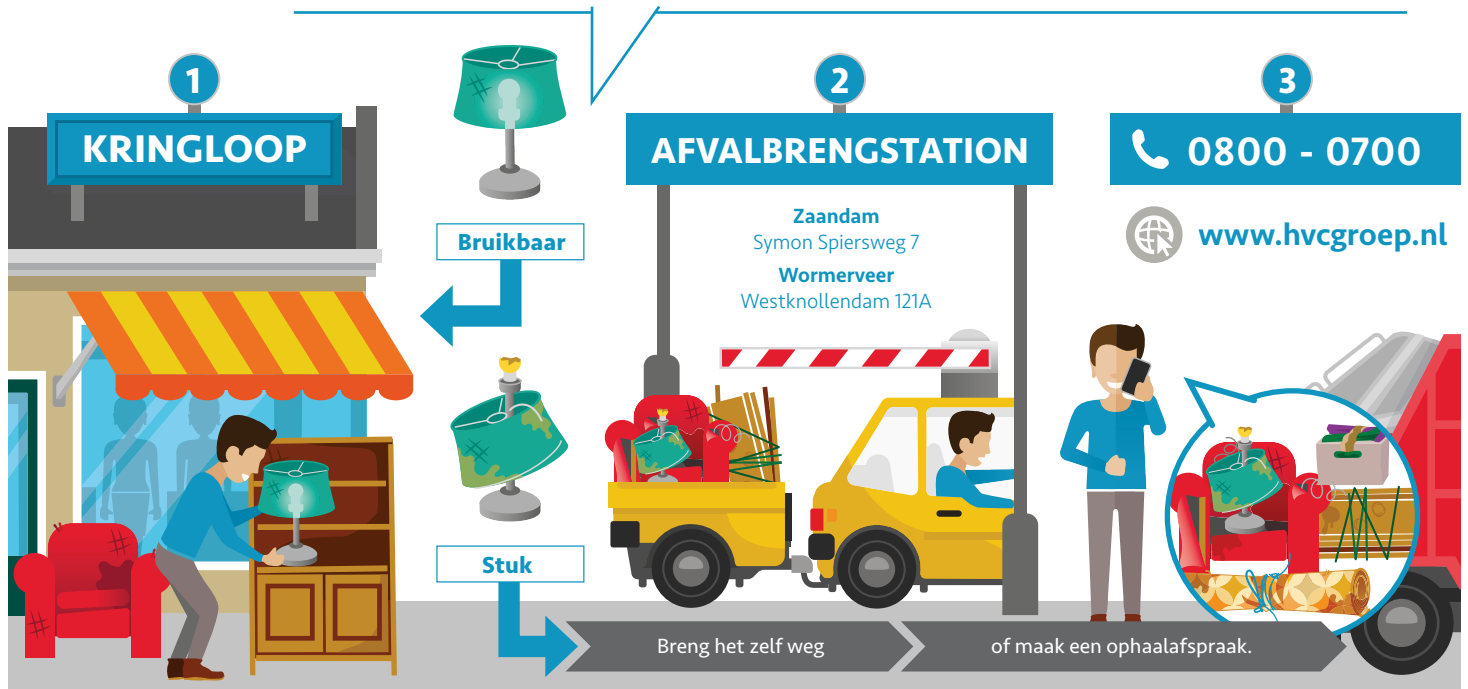 1
KRINGLOOP
Bruikbaar
Stuk
2
AFVALBRENGSTATION
Zaandam
Symon Spiersweg 7
Wormerveer
Westknollendam 121A
3
0800 - 0700
www.hvcgroep.nl
Breng het zelf weg
of maak een ophaalafspraak.